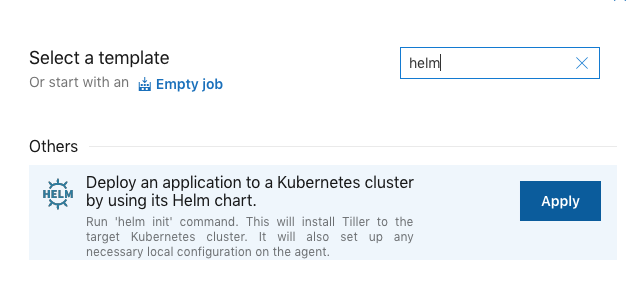 Select a template
helm
Or start with an Empty job
Others
HELM
Deploy an application to a Kubernetes cluster
by using its Helm chart.
Apply
Run 'helm init' command. This will install Tiller to the
target Kubernetes cluster. It will also set up any
necessary local configuration on the agent.